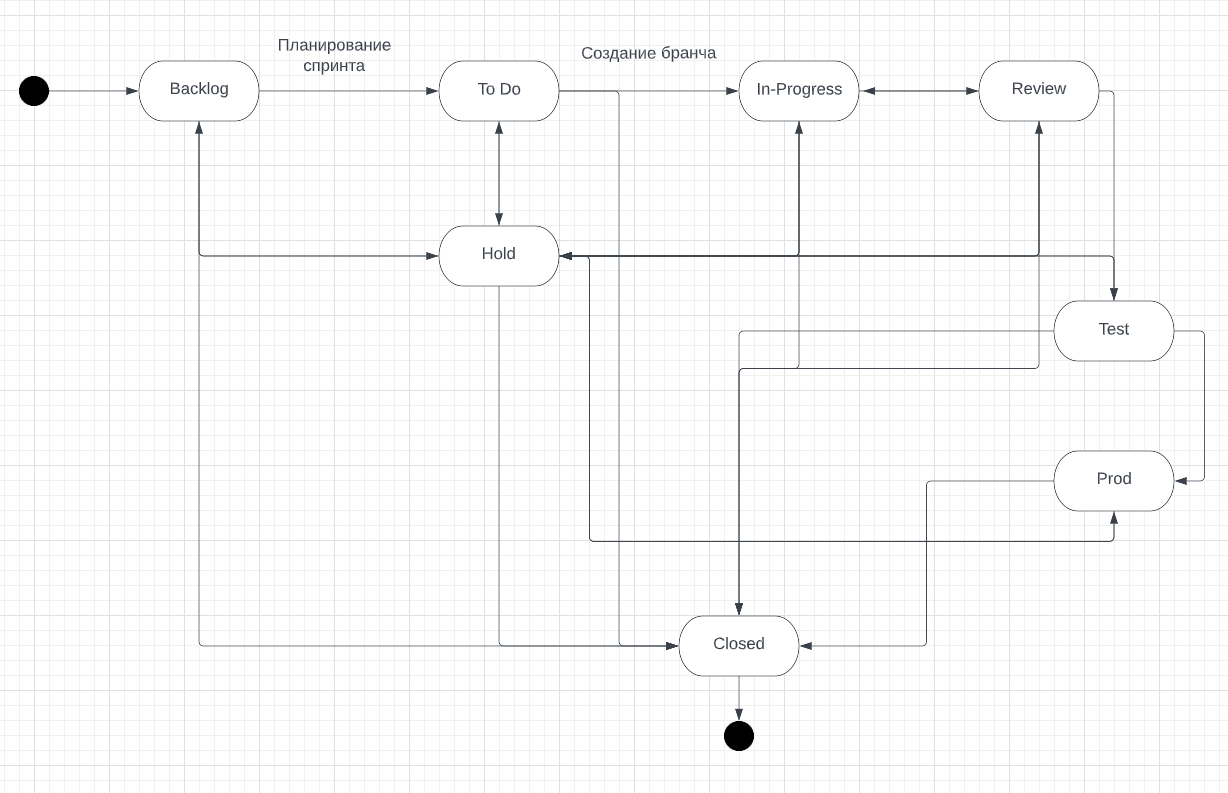 Планирование
спринта
Создание бранча
Backlog
To Do
In-Progress
Review
Hold
Test
Prod
Closed